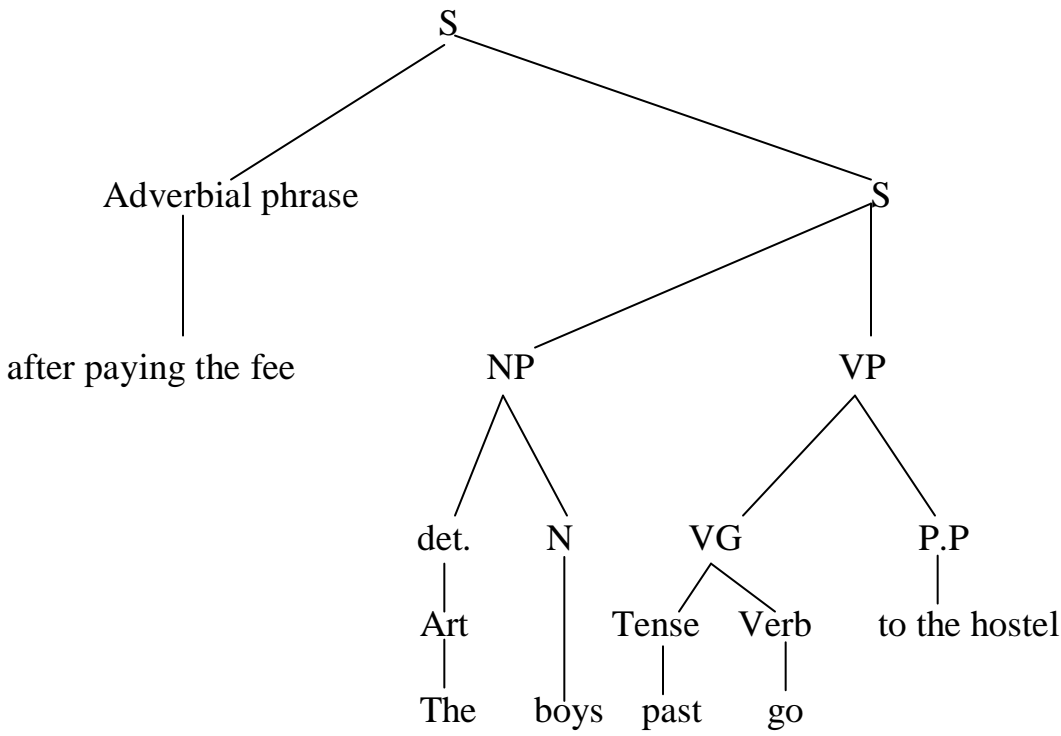 S
Adverbial phrase S
after paying the fee NP VP
det. N VG P.P
Art Tense Verb to the hostel
The boys past go